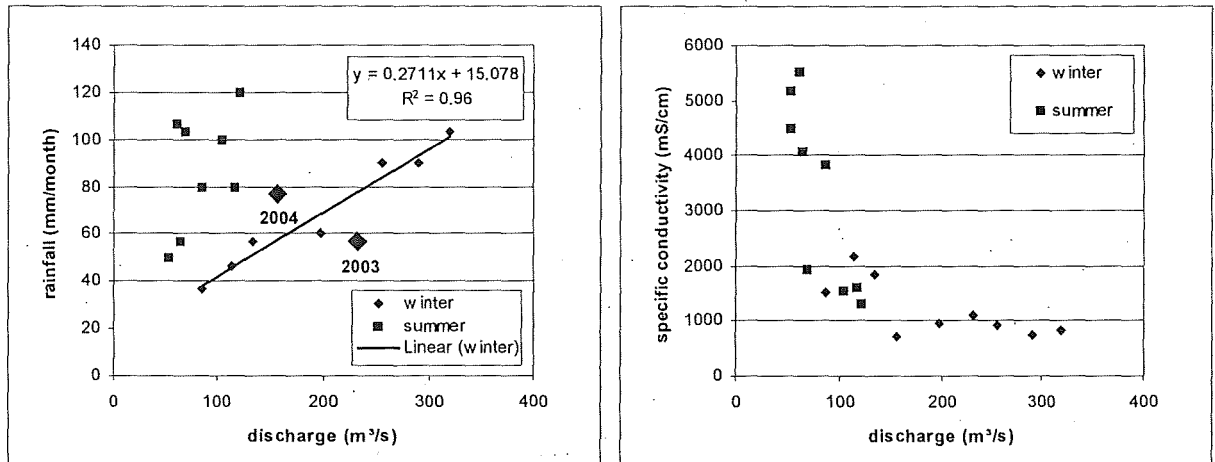 140
120
100
80
60
40
20
0
rainfall (mm/month)
y = 0.2711x + 15.078
R² = 0.96
2004
2003
winter
summer
Linear (winter)
0 100 200 300 400
discharge (m³/s)
6000
5000
4000
3000
2000
1000
0
specific conductivity (mS/cm)
winter
summer
0 100 200 300 400
discharge (m³/s)